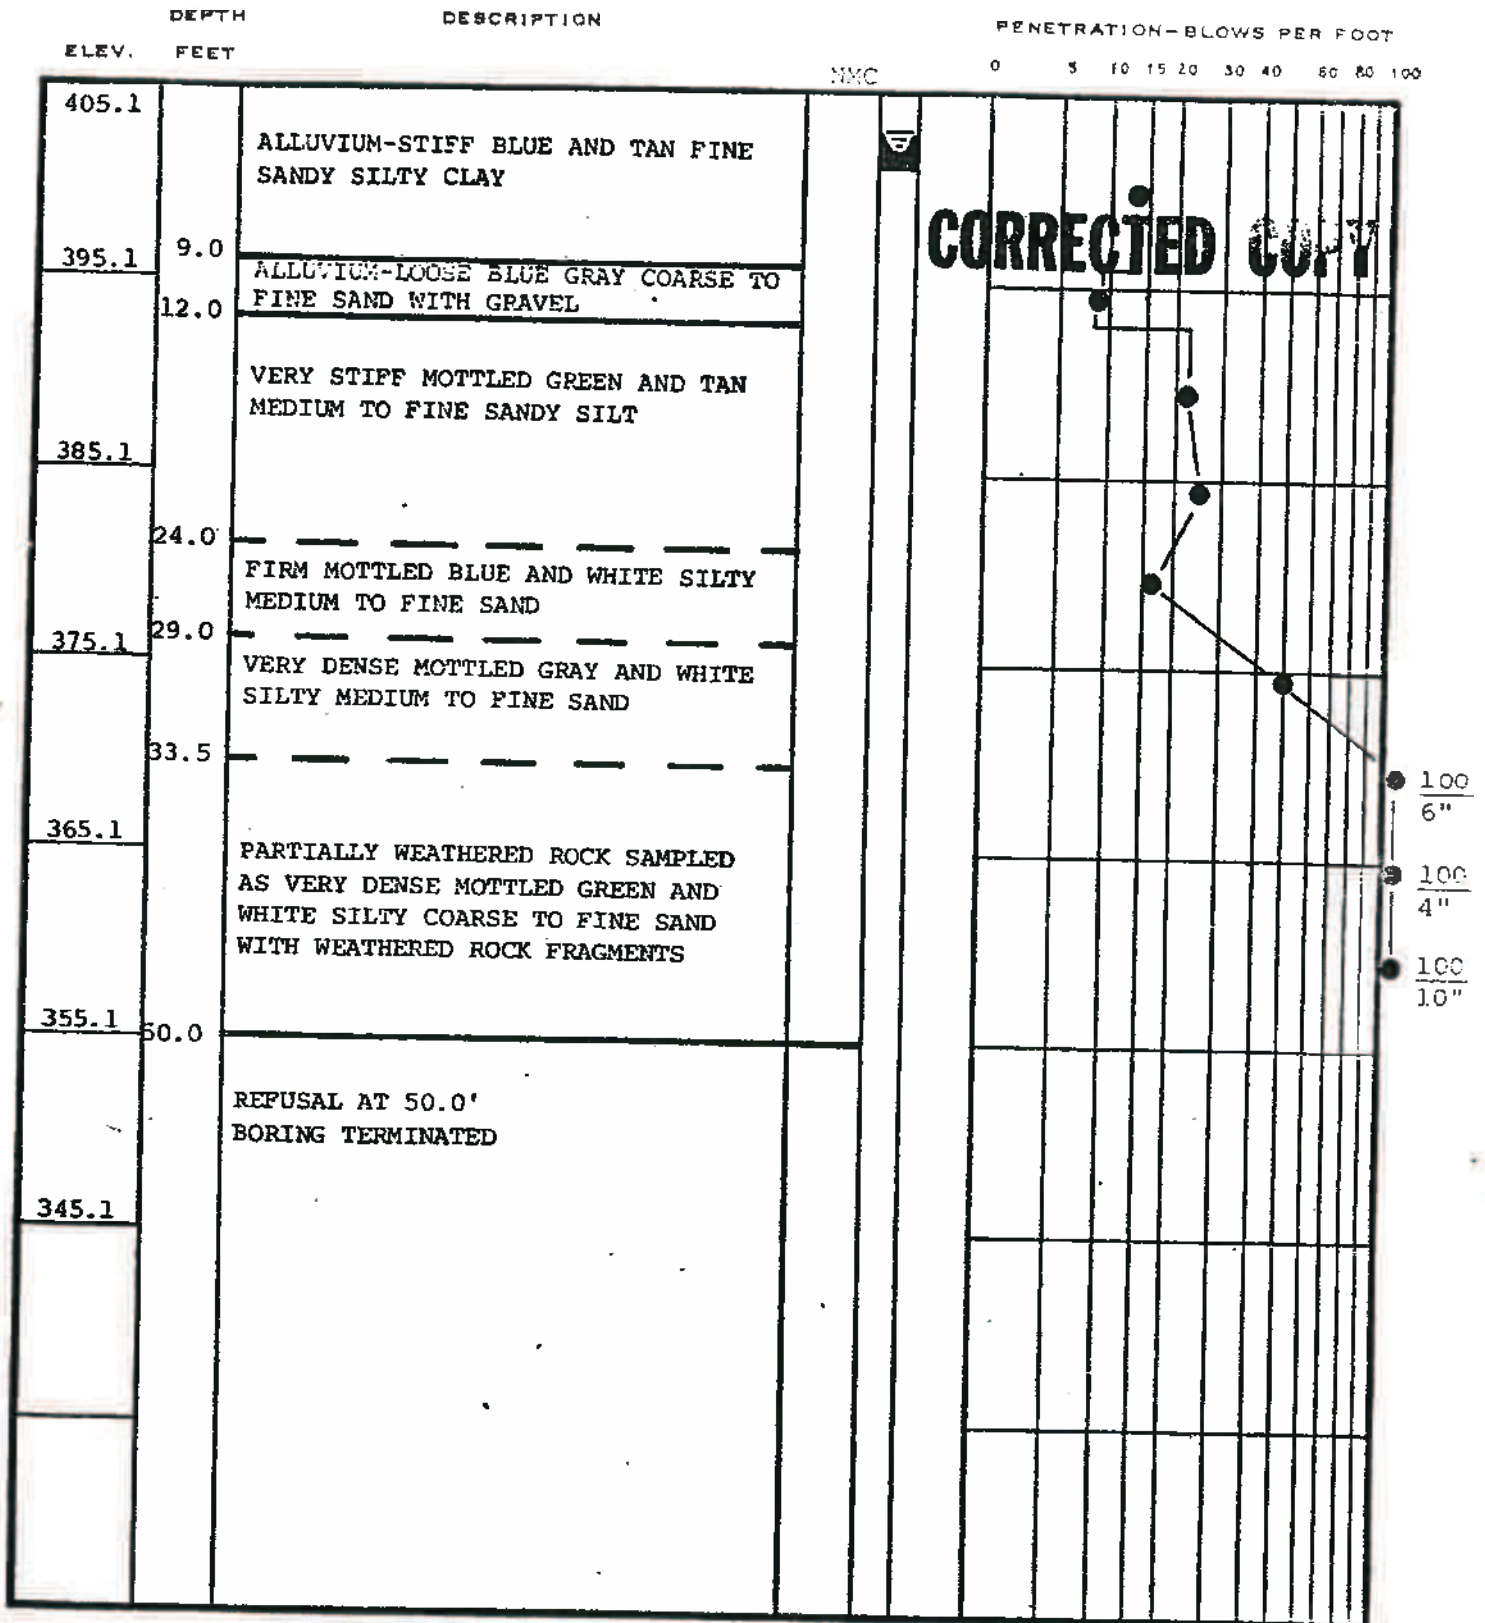 DEPTH
DESCRIPTION
PENETRATION-BLOWS PER FOOT
ELEV. FEET
NMC
0 5 10 15 20 30 40 60 80 100
405.1
ALLUVIUM-STIFF BLUE AND TAN FINE
SANDY SILTY CLAY
CORRECTED COPY
395.1 9.0
ALLUVIUM-LOOSE BLUE GRAY COARSE TO
FINE SAND WITH GRAVEL
12.0
VERY STIFF MOTTLED GREEN AND TAN
MEDIUM TO FINE SANDY SILT
385.1
24.0
FIRM MOTTLED BLUE AND WHITE SILTY
MEDIUM TO FINE SAND
375.1 29.0
VERY DENSE MOTTLED GRAY AND WHITE
SILTY MEDIUM TO FINE SAND
33.5
100
6"
365.1
PARTIALLY WEATHERED ROCK SAMPLED
AS VERY DENSE MOTTLED GREEN AND
WHITE SILTY COARSE TO FINE SAND
WITH WEATHERED ROCK FRAGMENTS
100
4"
100
10"
355.1 50.0
REFUSAL AT 50.0'
BORING TERMINATED
345.1